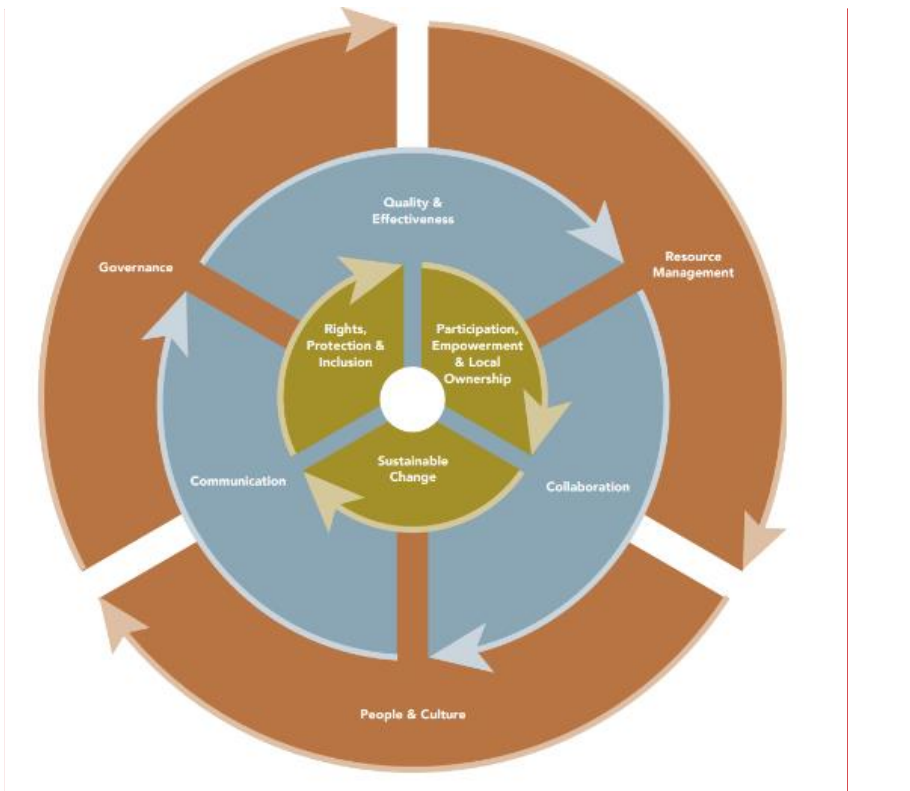 Quality &
Effectiveness
Governance
Resource
Management
Rights,
Protection &
Inclusion
Participation,
Empowerment
& Local
Ownership
Sustainable
Change
Communication
Collaboration
People & Culture